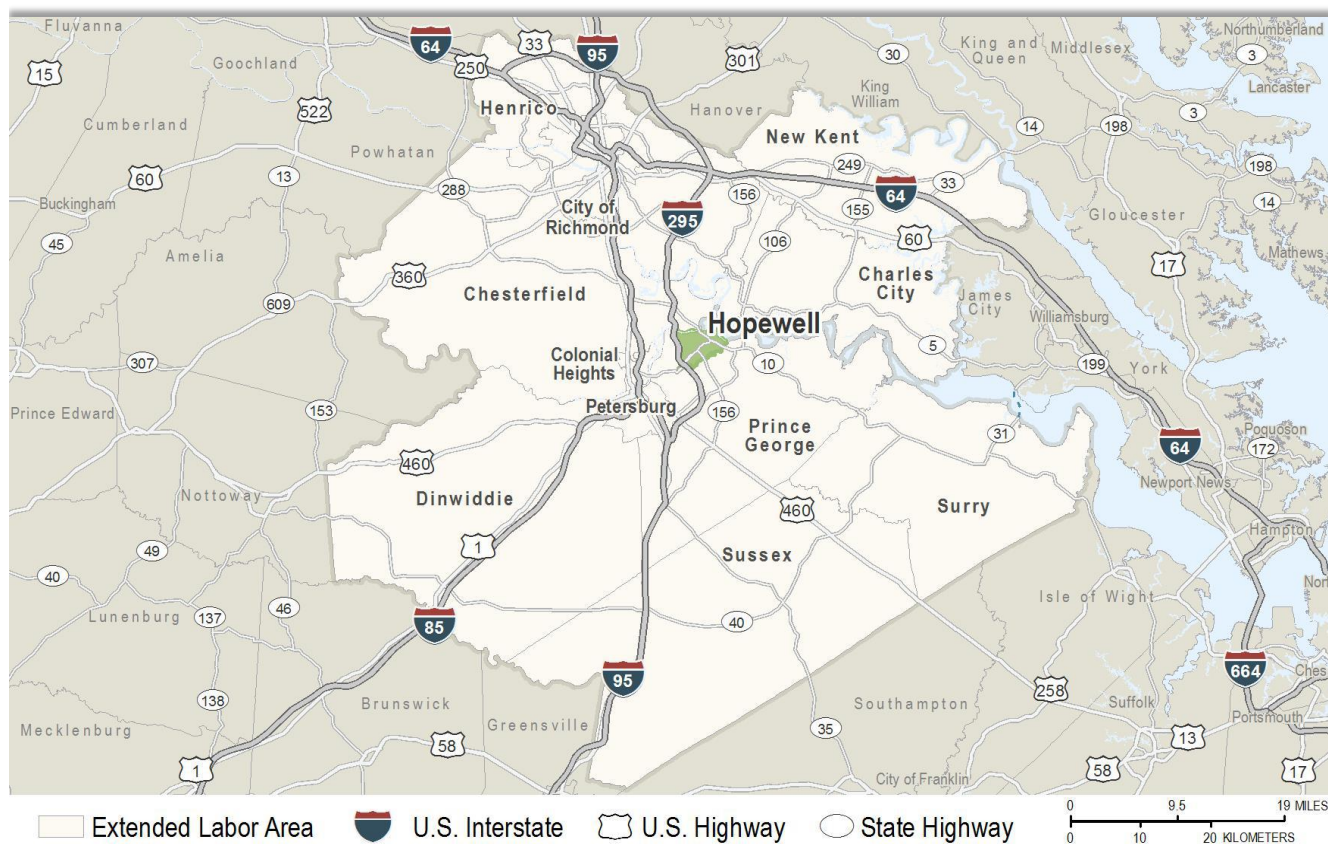 Fluvanna
Goochland
Cumberland
Powhatan
Buckingham
Amelia
Prince Edward
Nottoway
Lunenburg
Mecklenburg
Brunswick
Greensville
64
250
33
95
301
30
15
522
60
13
288
45
609
360
307
153
Henrico
Hanover
King
William
King and
Queen
Middlesex
Northumberland
3
Lancaster
3
198
14
New Kent
249
33
64
156
155
60
106
198
14
Gloucester
Mathews
17
City of
Richmond
295
Chesterfield
Charles
City
James
City
Williamsburg
Hopewell
5
199
York
Colonial
Heights
10
Petersburg
156
Prince
George
31
64
Poquoson
172
Newport News
Hampton
460
Dinwiddie
460
Surry
1
Sussex
49
40
46
137
85
40
95
Isle of Wight
664
Ches
138
258
Suffolk
Portsmouth
Southampton
35
58
13
1
58
17
City of Franklin
Nor
Extended Labor Area
U.S. Interstate
U.S. Highway
State Highway
0 9.5 19 MILES
0 10 20 KILOMETERS